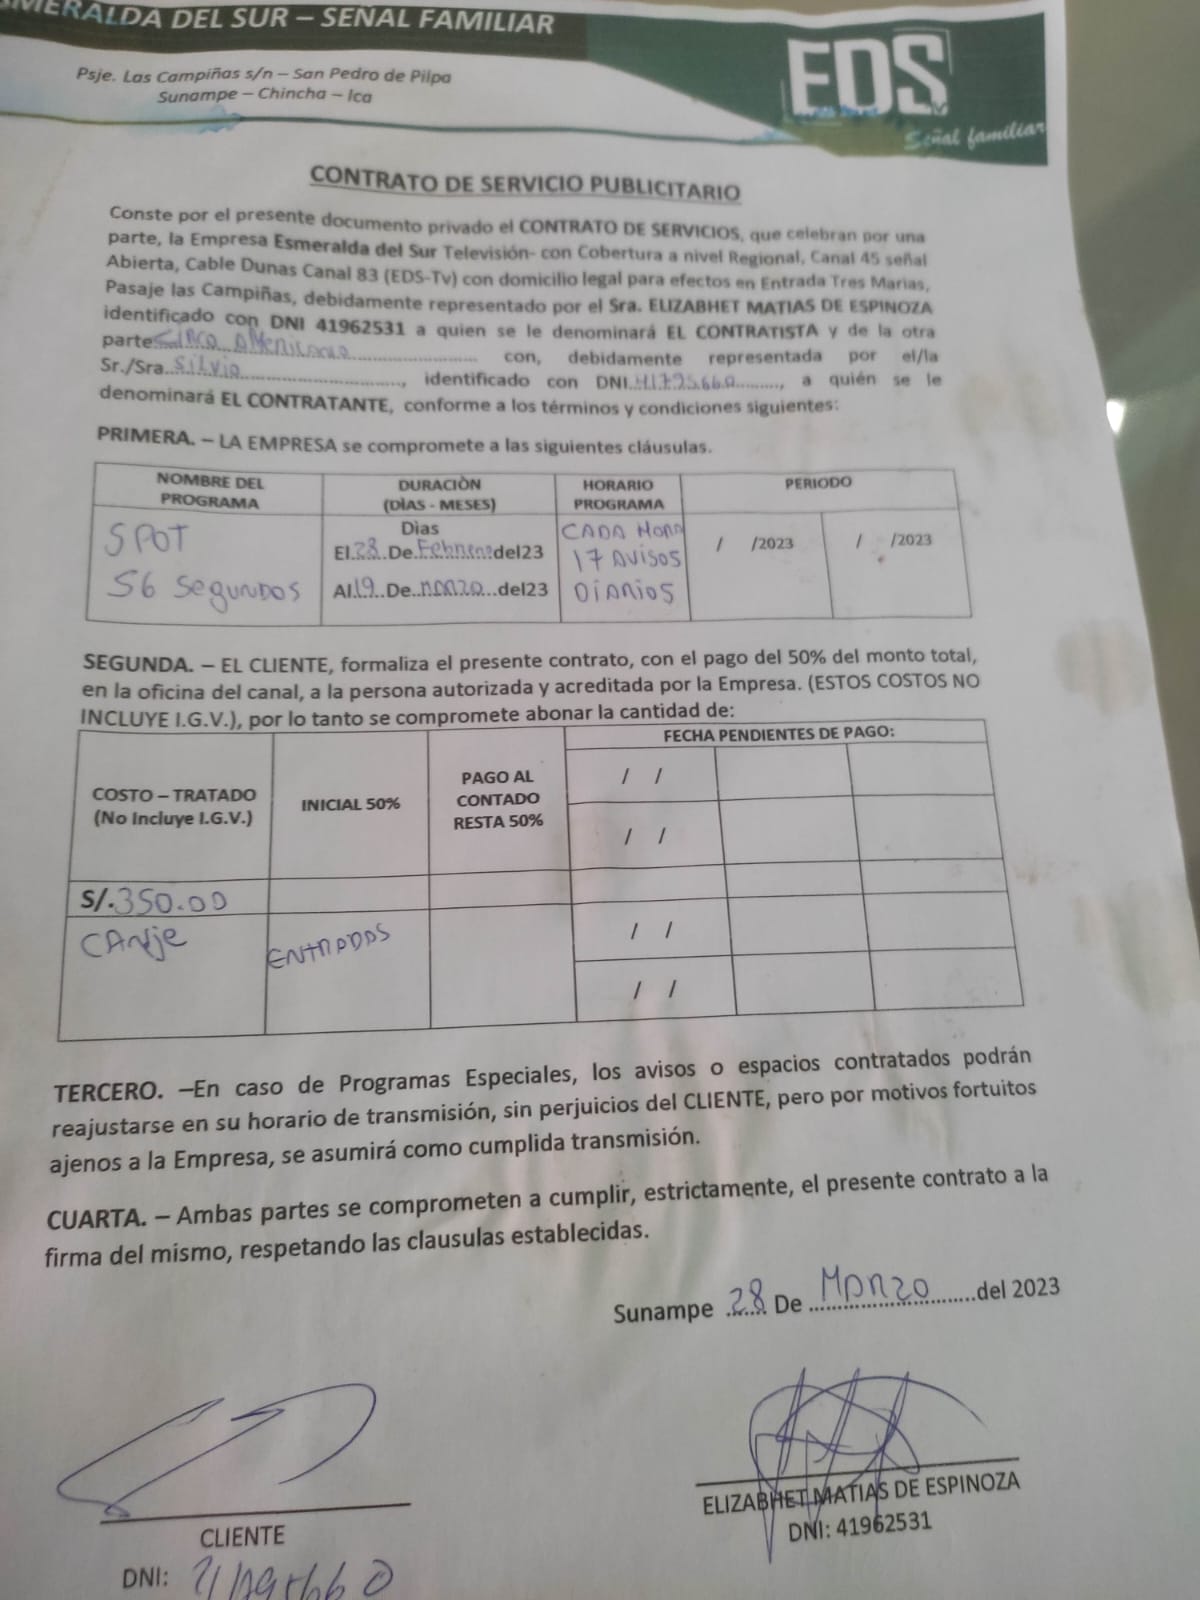 ESMERALDA DEL SUR – SEÑAL FAMILIAR
Psje. Las Campiñas s/n – San Pedro de Pilpa
Sunampe – Chincha – Ica
EDS
Señal familiar
CONTRATO DE SERVICIO PUBLICITARIO
Conste por el presente documento privado el CONTRATO DE SERVICIOS, que celebran por una
parte, la Empresa Esmeralda del Sur Televisión- con Cobertura a nivel Regional, Canal 45 señal
Abierta, Cable Dunas Canal 83 (EDS-Tv) con domicilio legal para efectos en Entrada Tres Marias,
Pasaje las Campiñas, debidamente representado por el Sra. ELIZABHET MATIAS DE ESPINOZA
identificado con DNI 41962531 a quien se le denominará EL CONTRATISTA y de la otra
parte Circo Americano con, debidamente representada por el/la
Sr./Sra. Silvio, identificado con DNI 41795660, a quién se le
denominará EL CONTRATANTE, conforme a los términos y condiciones siguientes:
PRIMERA. – LA EMPRESA se compromete a las siguientes cláusulas.
NOMBRE DEL PROGRAMA DURACIÒN (DÌAS - MESES) HORARIO PROGRAMA PERIODO
SPOT
56 Segundos
Dìas
El 28 De Febrero del23
Al 19 De marzo del23
CADA HORA
17 AVISOS
DIARIOS
/ /2023 / /2023
SEGUNDA. – EL CLIENTE, formaliza el presente contrato, con el pago del 50% del monto total,
en la oficina del canal, a la persona autorizada y acreditada por la Empresa. (ESTOS COSTOS NO
INCLUYE I.G.V.), por lo tanto se compromete abonar la cantidad de:
COSTO – TRATADO
(No Incluye I.G.V.)
INICIAL 50%
PAGO AL
CONTADO
RESTA 50%
FECHA PENDIENTES DE PAGO:
/ /
/ /
S/. 350.00
CANje ENTRADAS
/ /
/ /
TERCERO. –En caso de Programas Especiales, los avisos o espacios contratados podrán
reajustarse en su horario de transmisión, sin perjuicios del CLIENTE, pero por motivos fortuitos
ajenos a la Empresa, se asumirá como cumplida transmisión.
CUARTA. – Ambas partes se comprometen a cumplir, estrictamente, el presente contrato a la
firma del mismo, respetando las clausulas establecidas.
Sunampe 28 De Marzo del 2023
CLIENTE
DNI:
ELIZABHET MATIAS DE ESPINOZA
DNI: 41962531